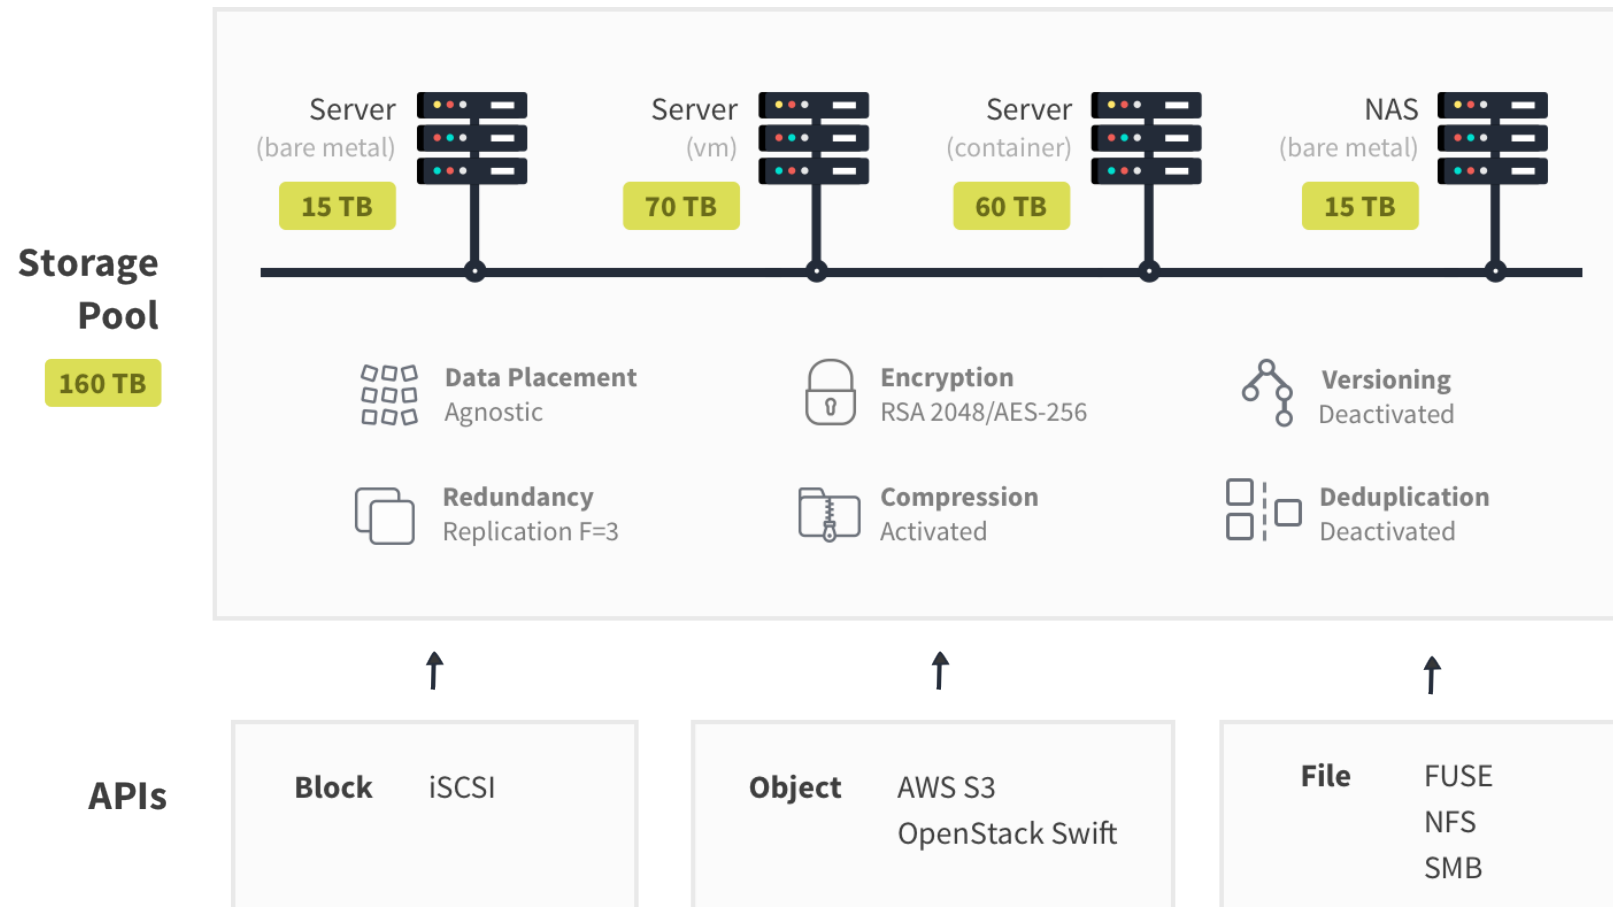 Server
(bare metal)
15 TB
Server
(vm)
70 TB
Server
(container)
60 TB
NAS
(bare metal)
15 TB
Storage
Pool
160 TB
Data Placement
Agnostic
Encryption
RSA 2048/AES-256
Versioning
Deactivated
Redundancy
Replication F=3
Compression
Activated
Deduplication
Deactivated
APIs
Block iSCSI
Object AWS S3
OpenStack Swift
File FUSE
NFS
SMB